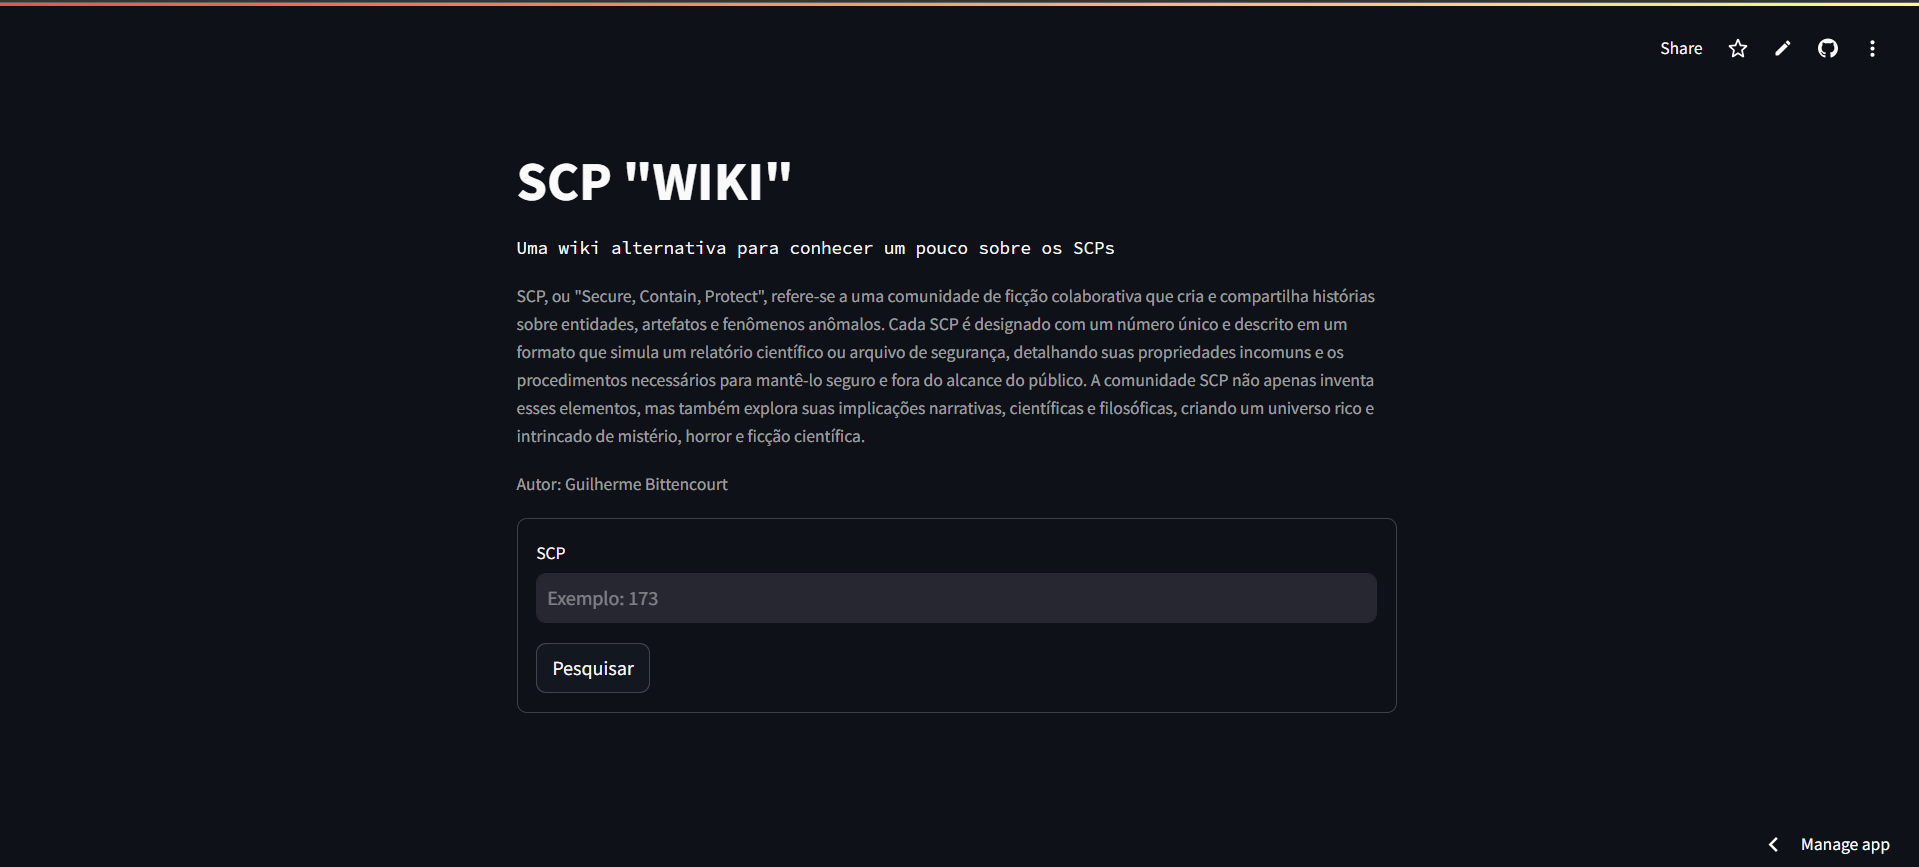 Share
SCP "WIKI"
Uma wiki alternativa para conhecer um pouco sobre os SCPs
SCP, ou "Secure, Contain, Protect", refere-se a uma comunidade de ficção colaborativa que cria e compartilha histórias
sobre entidades, artefatos e fenômenos anômalos. Cada SCP é designado com um número único e descrito em um
formato que simula um relatório científico ou arquivo de segurança, detalhando suas propriedades incomuns e os
procedimentos necessários para mantê-lo seguro e fora do alcance do público. A comunidade SCP não apenas inventa
esses elementos, mas também explora suas implicações narrativas, científicas e filosóficas, criando um universo rico e
intrincado de mistério, horror e ficção científica.
Autor: Guilherme Bittencourt
SCP
Exemplo: 173
Pesquisar
Manage app